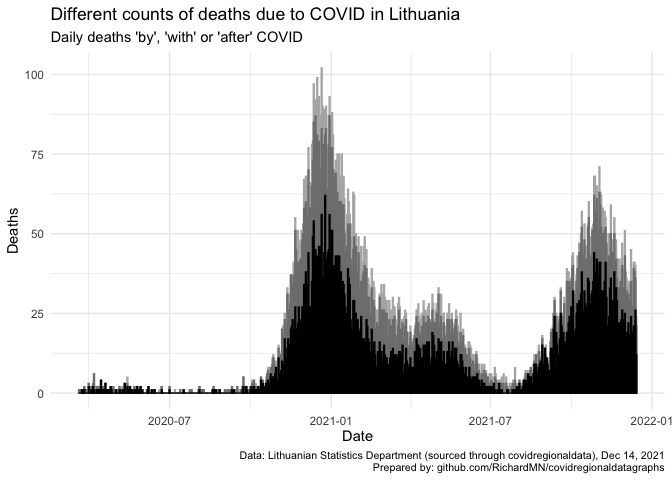 Different counts of deaths due to COVID in Lithuania
Daily deaths 'by', 'with' or 'after' COVID
100
75
50
25
0
Deaths
2020-07
2021-01
2021-07
2022-01
Date
Data: Lithuanian Statistics Department (sourced through covidregionaldata), Dec 14, 2021
Prepared by: github.com/RichardMN/covidregionaldatagraphs